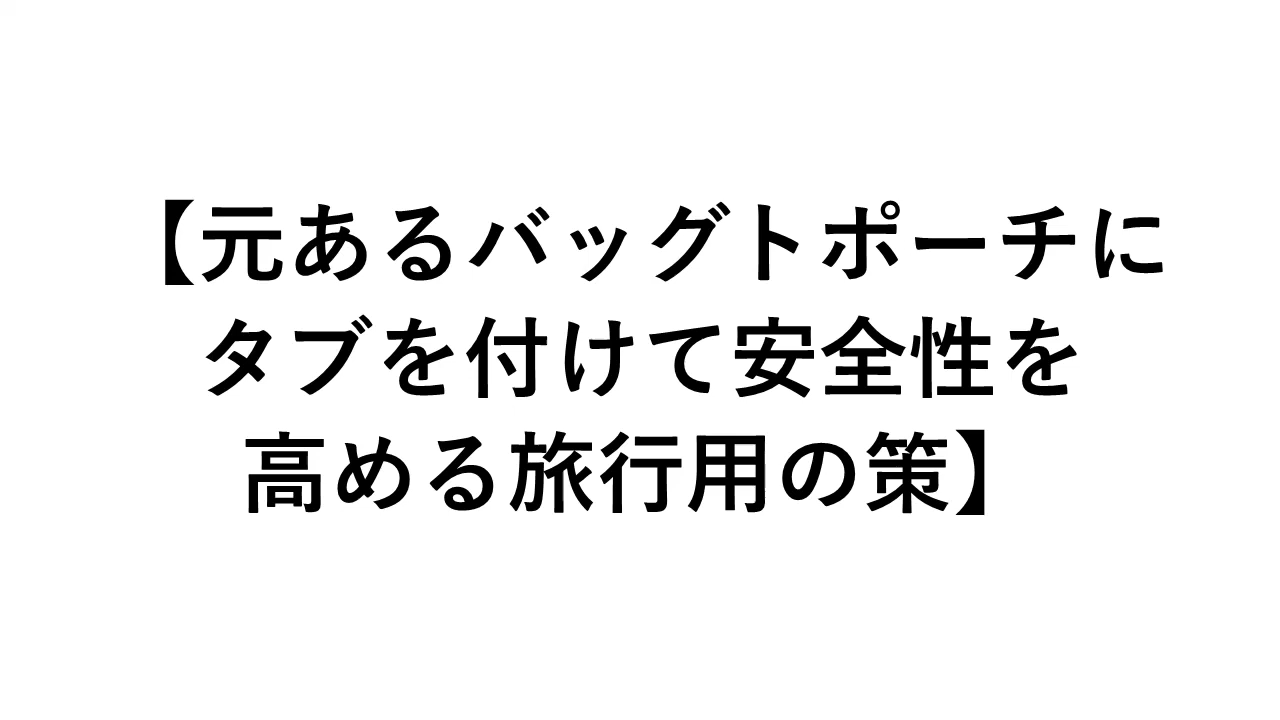 【元あるバッグトポーチに
タブを付けて安全性を
高める旅行用の策】